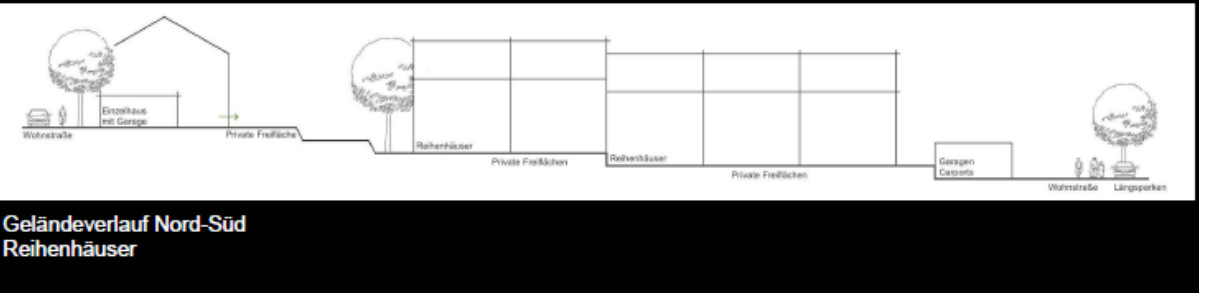 Einzelhaus
mit Garage
Wohnstraße
Private Freifläche
Reihenhäuser
Private Freiflächen
Reihenhäuser
Private Freiflächen
Garagen
Carports
Wohnstraße
Längsparken
Geländeverlauf Nord-Süd
Reihenhäuser